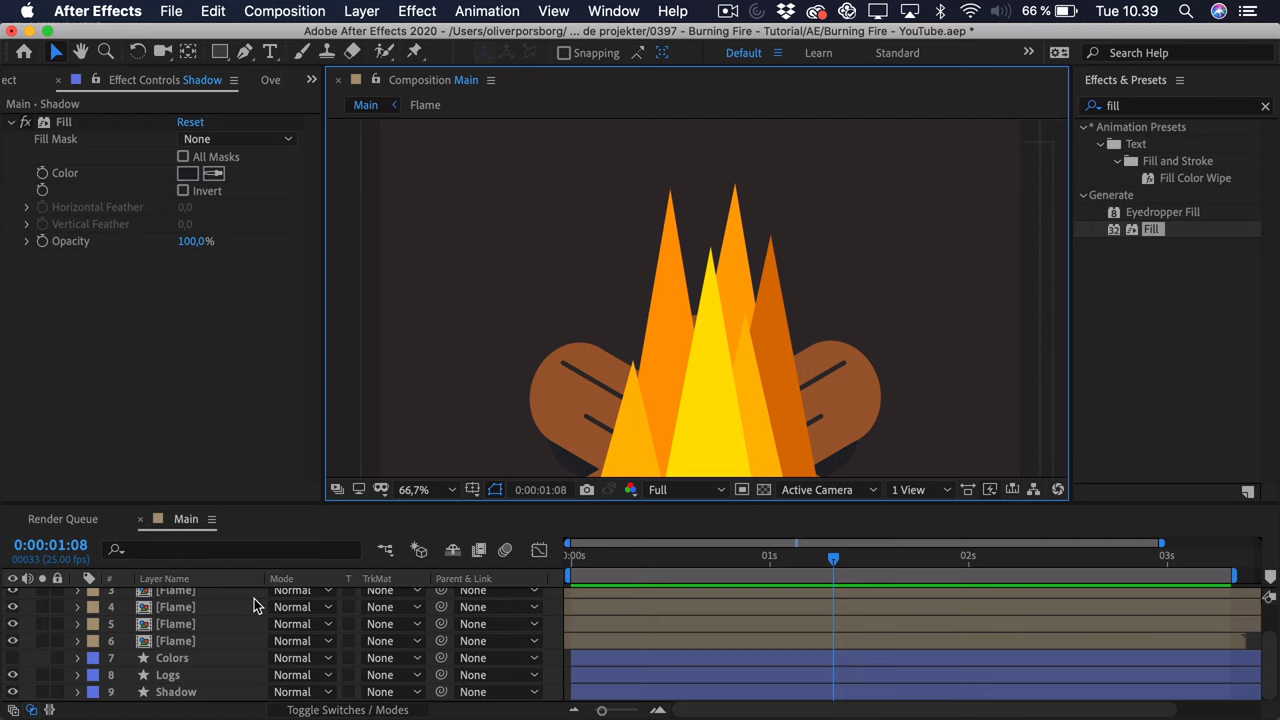 After Effects File Edit Composition Layer Effect Animation View Window Help 66 % Tue 10.39
Adobe After Effects 2020 - /Users/oliverporsborg/ ... de projekter/0397 - Burning Fire - Tutorial/AE/Burning Fire - YouTube.aep *
Snapping Default Learn Standard Search Help
ect Effect Controls Shadow Ove Composition Main Effects & Presets
Main - Shadow Main Flame fill
fx Fill Reset
Fill Mask None
All Masks
Color
Invert
Horizontal Feather 0,0
Vertical Feather 0,0
Opacity 100,0%
* Animation Presets
Text
Fill and Stroke
Fill Color Wipe
Generate
8 Eyedropper Fill
32 Fill
66,7% 0:00:01:08 Full Active Camera 1 View
Render Queue Main
0:00:01:08
00033 (25.00 fps)
0:00s 01s 02s 03s
# Layer Name Mode T TrkMat Parent & Link
3 [Flame] Normal None None
4 [Flame] Normal None None
5 [Flame] Normal None None
6 [Flame] Normal None None
7 Colors Normal None None
8 Logs Normal None None
9 Shadow Normal None None
Toggle Switches / Modes